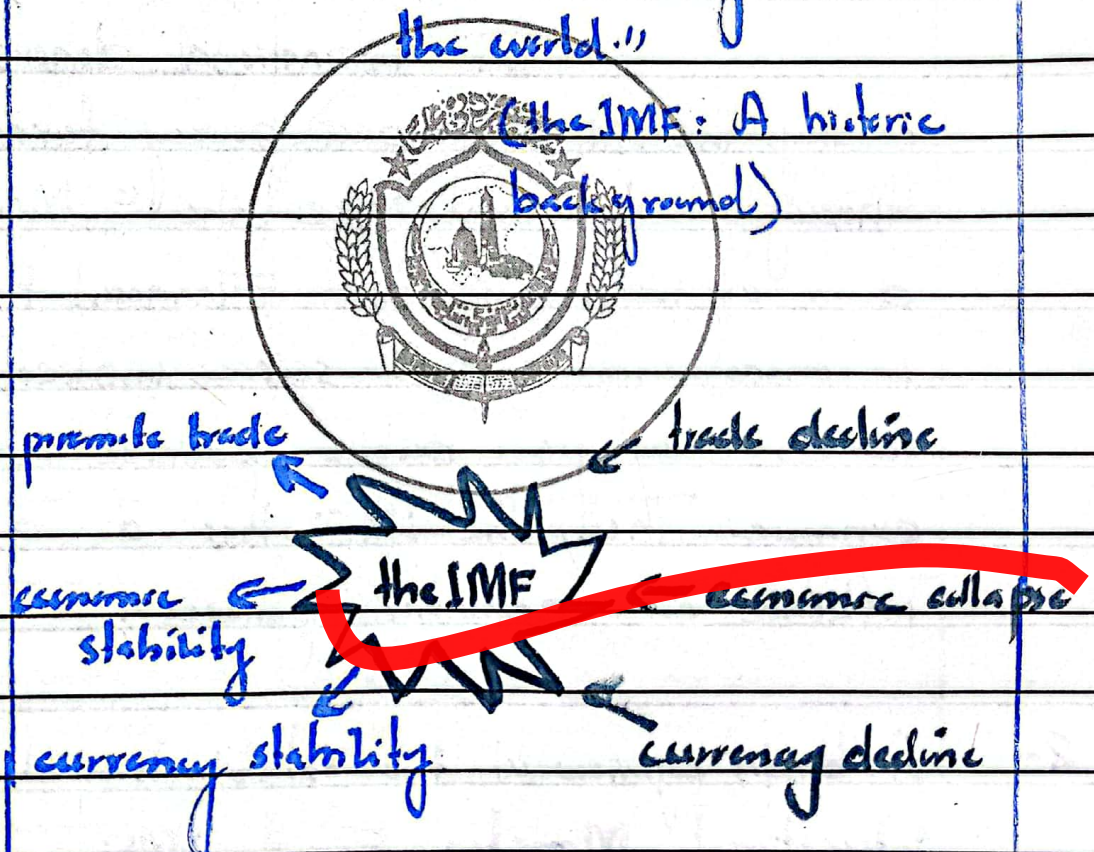 the world."
(the IMF: A historic
background)
promote trade
trade decline
the IMF
economic
stability
economic collapse
currency stability
currency decline